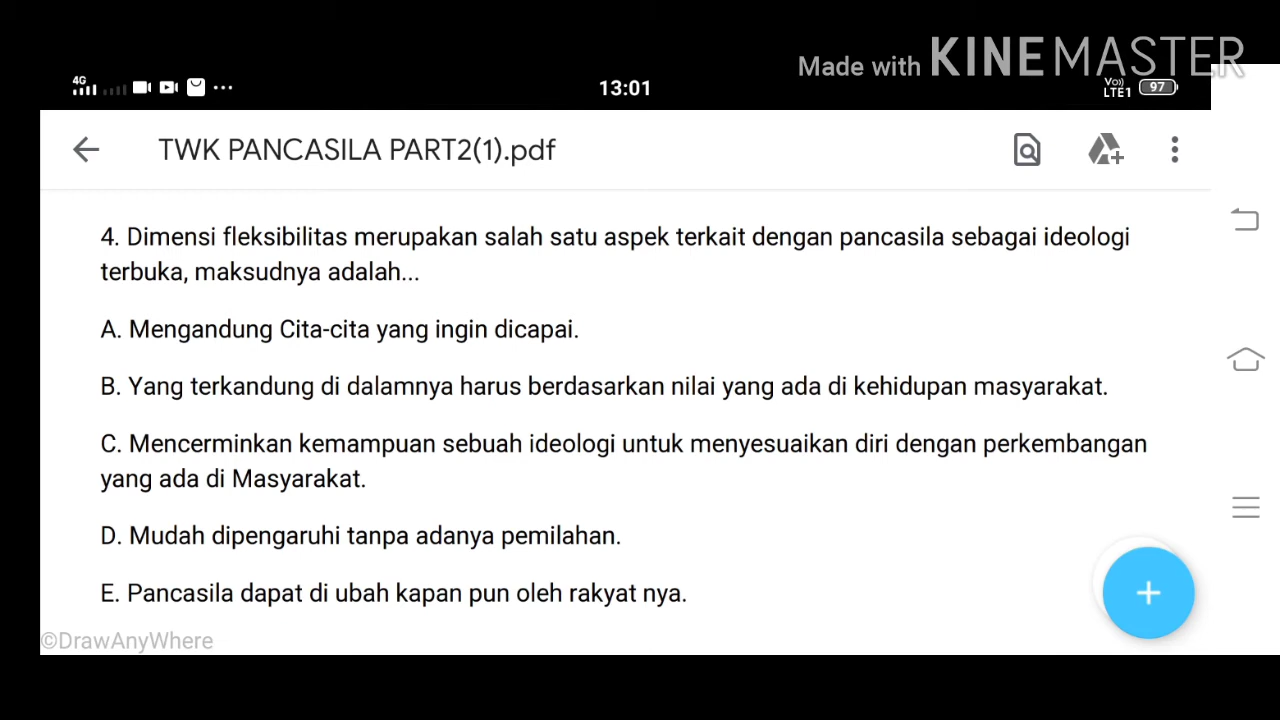 Made with KINEMASTER
4G
13:01
Vo))
LTE1
97
TWK PANCASILA PART2(1).pdf
4. Dimensi fleksibilitas merupakan salah satu aspek terkait dengan pancasila sebagai ideologi
terbuka, maksudnya adalah...
A. Mengandung Cita-cita yang ingin dicapai.
B. Yang terkandung di dalamnya harus berdasarkan nilai yang ada di kehidupan masyarakat.
C. Mencerminkan kemampuan sebuah ideologi untuk menyesuaikan diri dengan perkembangan
yang ada di Masyarakat.
D. Mudah dipengaruhi tanpa adanya pemilahan.
E. Pancasila dapat di ubah kapan pun oleh rakyat nya.
©DrawAnyWhere